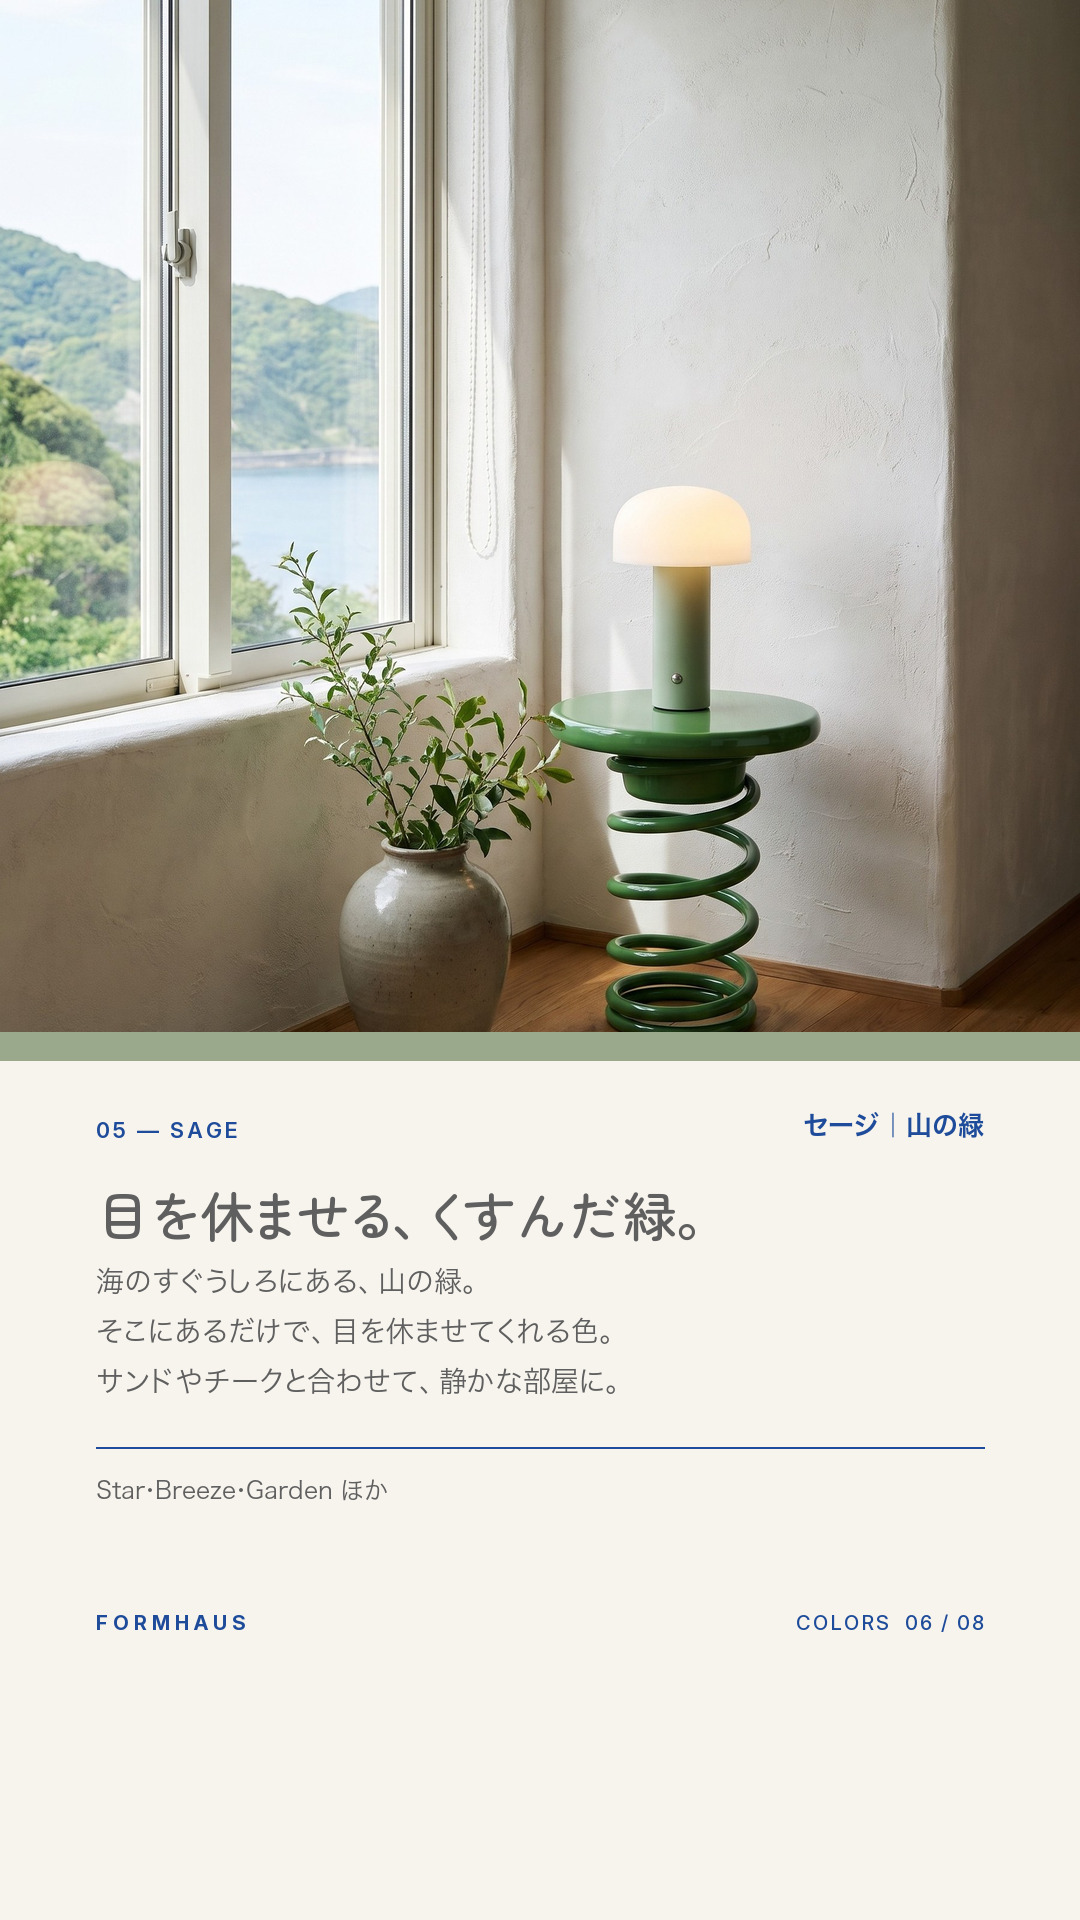 05 — SAGE
セージ｜山の緑
目を休ませる、くすんだ緑。
海のすぐうしろにある、山の緑。
そこにあるだけで、目を休ませてくれる色。
サンドやチークと合わせて、静かな部屋に。
Star・Breeze・Garden ほか
FORMHAUS
COLORS 06 / 08